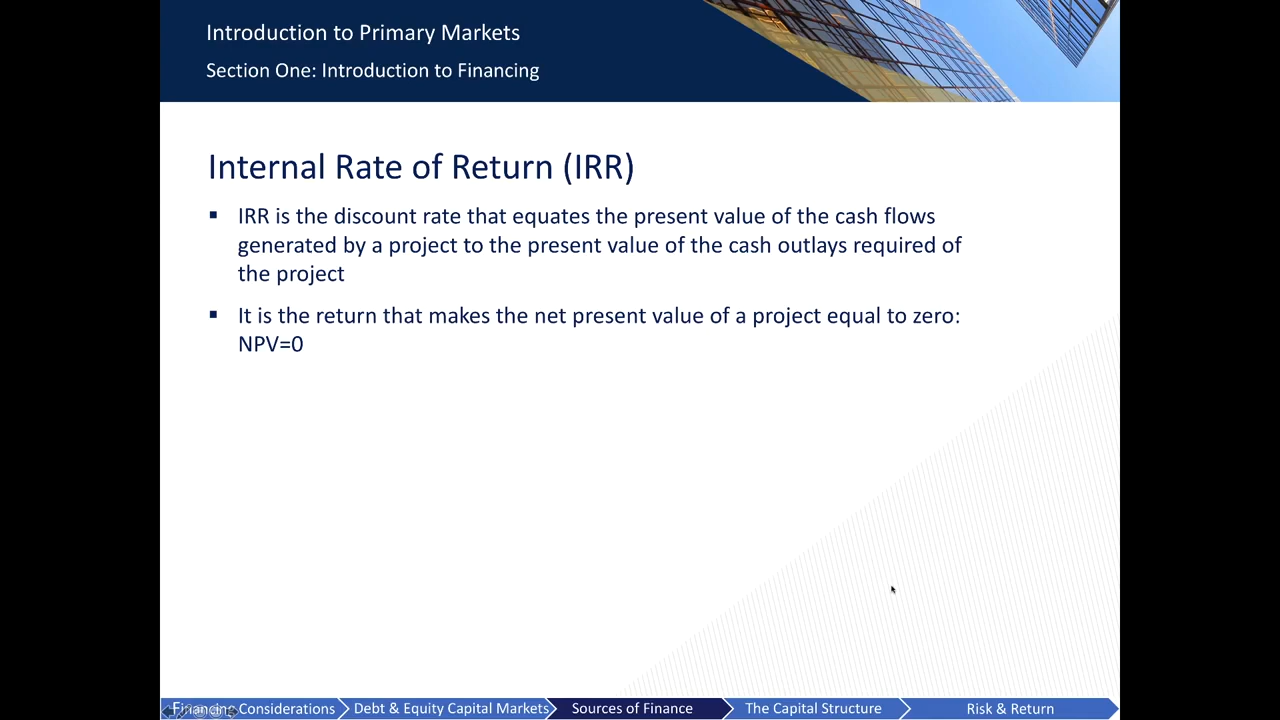 Introduction to Primary Markets
Section One: Introduction to Financing
Internal Rate of Return (IRR)
▪ IRR is the discount rate that equates the present value of the cash flows
generated by a project to the present value of the cash outlays required of
the project
▪ It is the return that makes the net present value of a project equal to zero:
NPV=0
Financing Considerations
Debt & Equity Capital Markets
Sources of Finance
The Capital Structure
Risk & Return